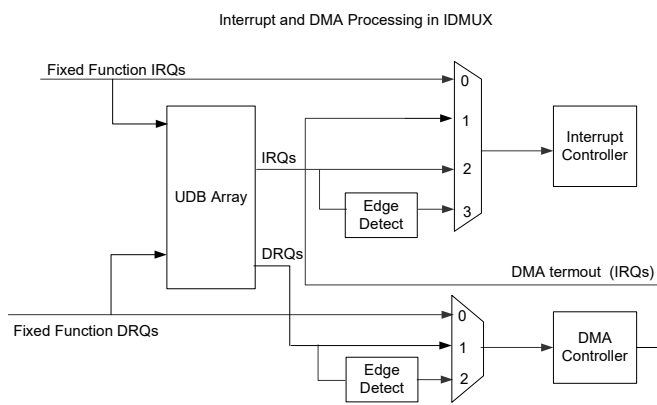 Interrupt and DMA Processing in IDMUX
Fixed Function IRQs
0
1
Interrupt
Controller
IRQs
2
UDB Array
Edge
Detect
3
DRQs
DMA termout (IRQs)
Fixed Function DRQs
0
1
DMA
Controller
Edge
Detect
2